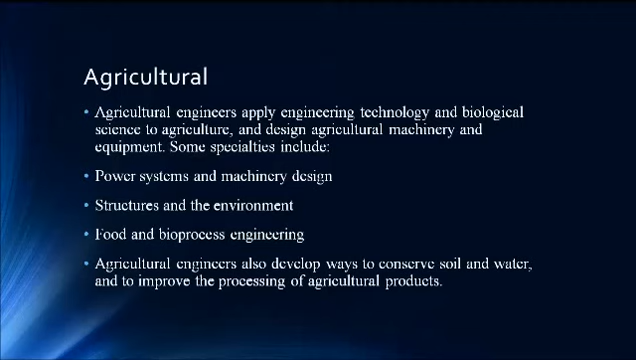 Agricultural
• Agricultural engineers apply engineering technology and biological
science to agriculture, and design agricultural machinery and
equipment. Some specialties include:
• Power systems and machinery design
• Structures and the environment
• Food and bioprocess engineering
• Agricultural engineers also develop ways to conserve soil and water,
and to improve the processing of agricultural products.